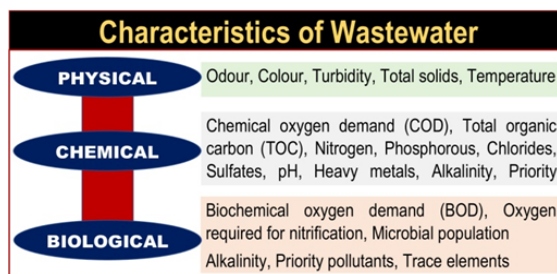 Characteristics of Wastewater
PHYSICAL
Odour, Colour, Turbidity, Total solids, Temperature
CHEMICAL
Chemical oxygen demand (COD), Total organic
carbon (TOC), Nitrogen, Phosphorous, Chlorides,
Sulfates, pH, Heavy metals, Alkalinity, Priority
BIOLOGICAL
Biochemical oxygen demand (BOD), Oxygen
required for nitrification, Microbial population
Alkalinity, Priority pollutants, Trace elements